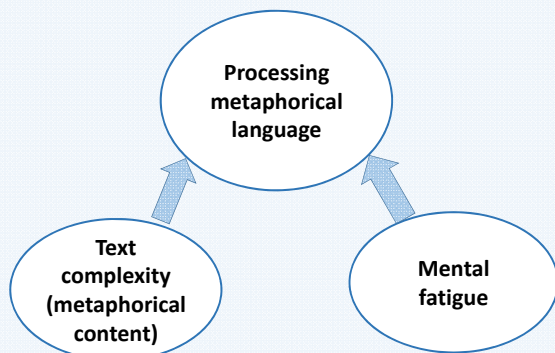 Processing
metaphorical
language
Text
complexity
(metaphorical
content)
Mental
fatigue